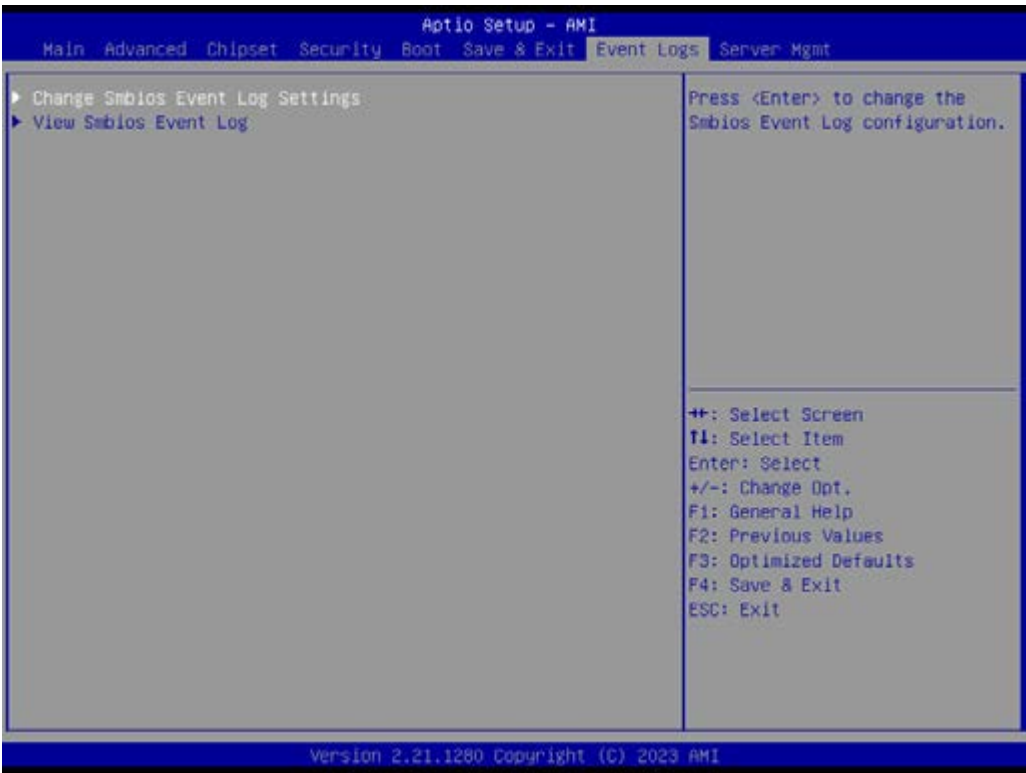 Aptio Setup – AMI
Main Advanced Chipset Security Boot Save & Exit Event Logs Server Mgmt
▶ Change Smbios Event Log Settings
▶ View Smbios Event Log
Press <Enter> to change the
Smbios Event Log configuration.
→←: Select Screen
↑↓: Select Item
Enter: Select
+/-: Change Opt.
F1: General Help
F2: Previous Values
F3: Optimized Defaults
F4: Save & Exit
ESC: Exit
Version 2.21.1280 Copyright (C) 2023 AMI